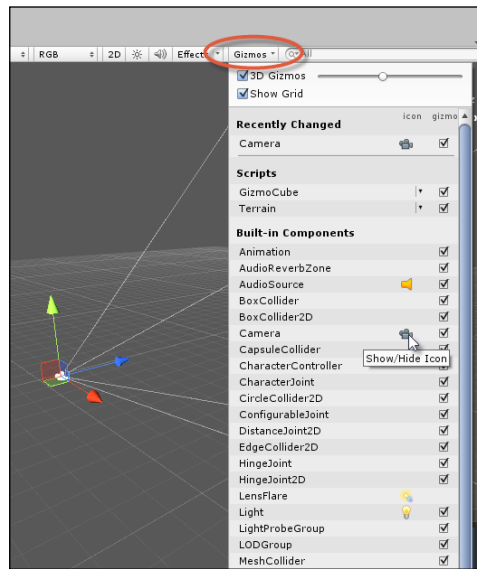 RGB 2D Effects Gizmos All
3D Gizmos
Show Grid
icon gizmo
Recently Changed
Camera
Scripts
GizmoCube
Terrain
Built-in Components
Animation
AudioReverbZone
AudioSource
BoxCollider
BoxCollider2D
Camera
CapsuleCollider
Show/Hide Icon
CharacterController
CharacterJoint
CircleCollider2D
ConfigurableJoint
DistanceJoint2D
EdgeCollider2D
HingeJoint
HingeJoint2D
LensFlare
Light
LightProbeGroup
LODGroup
MeshCollider